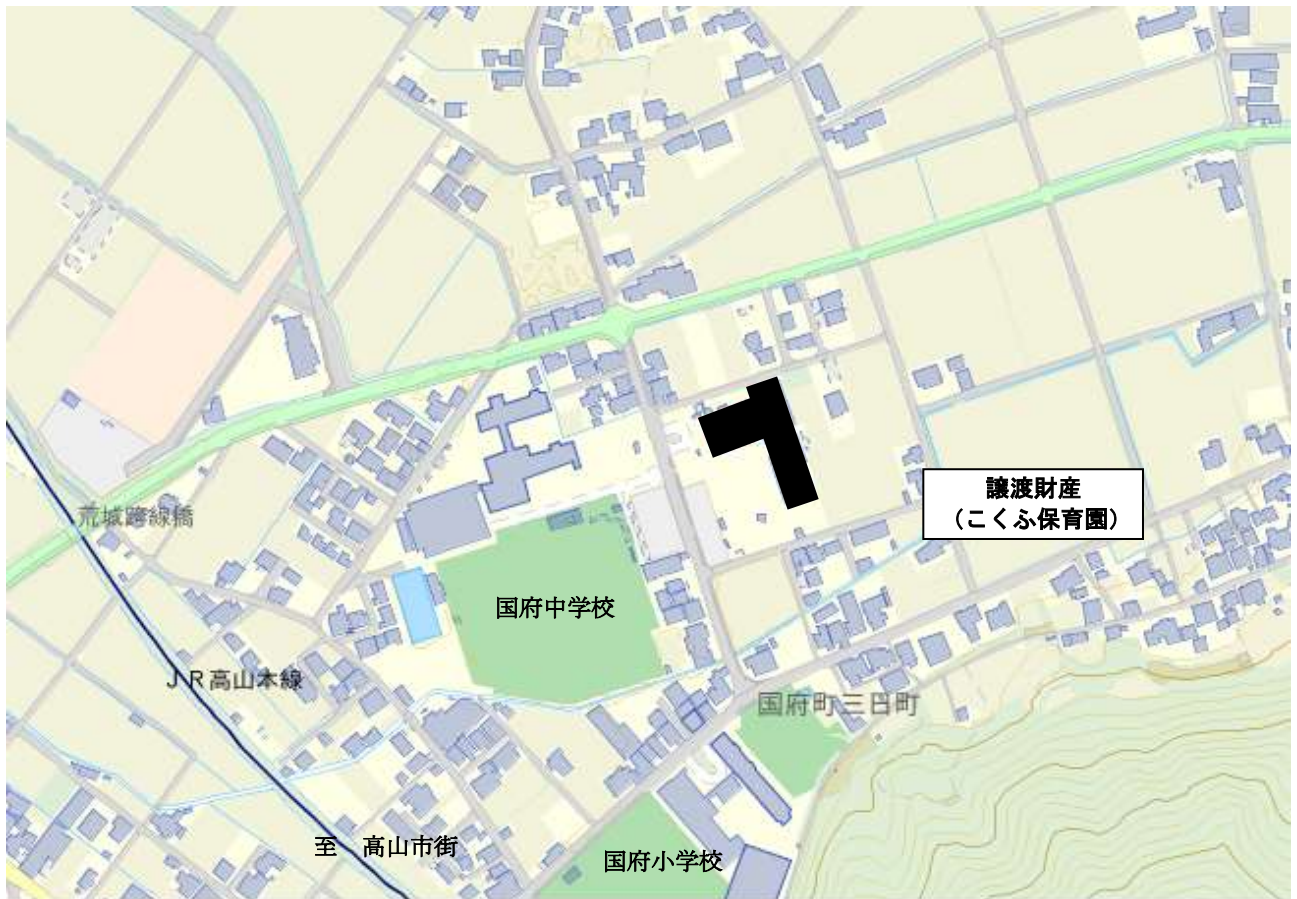 譲渡財産
（こくふ保育園）
荒城跨線橋
国府中学校
ＪＲ高山本線
国府町三日町
至　高山市街
国府小学校